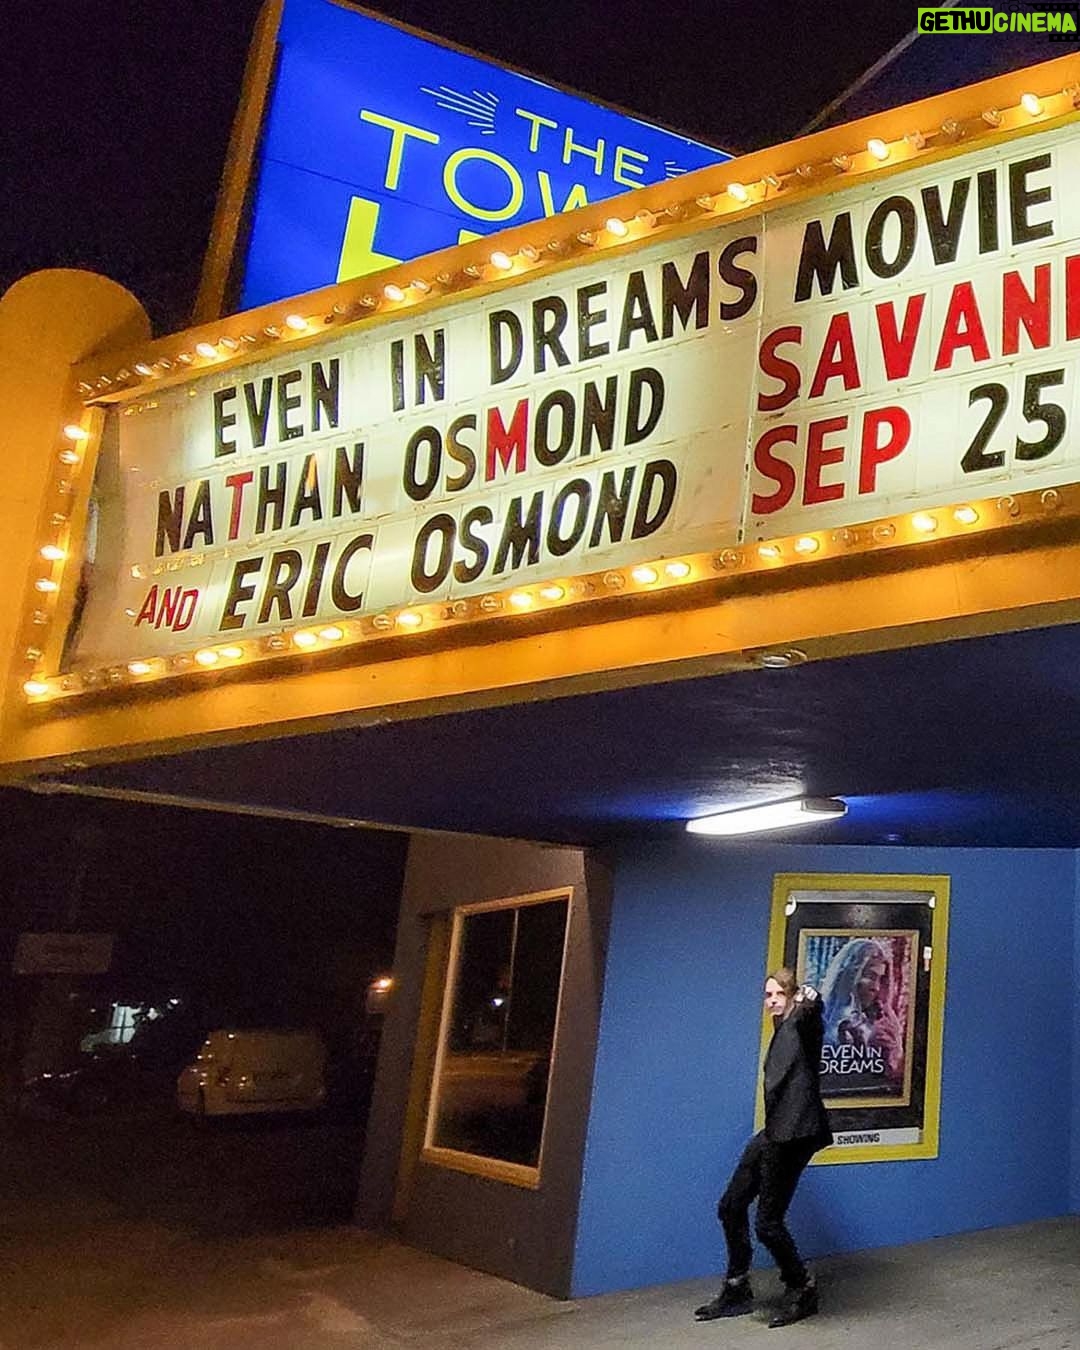 GETHUCINEMA
THE
TOW
EVEN IN DREAMS MOVIE
NATHAN OSMOND SAVAN
AND ERIC OSMOND SEP 25
EVEN IN
DREAMS
SHOWING